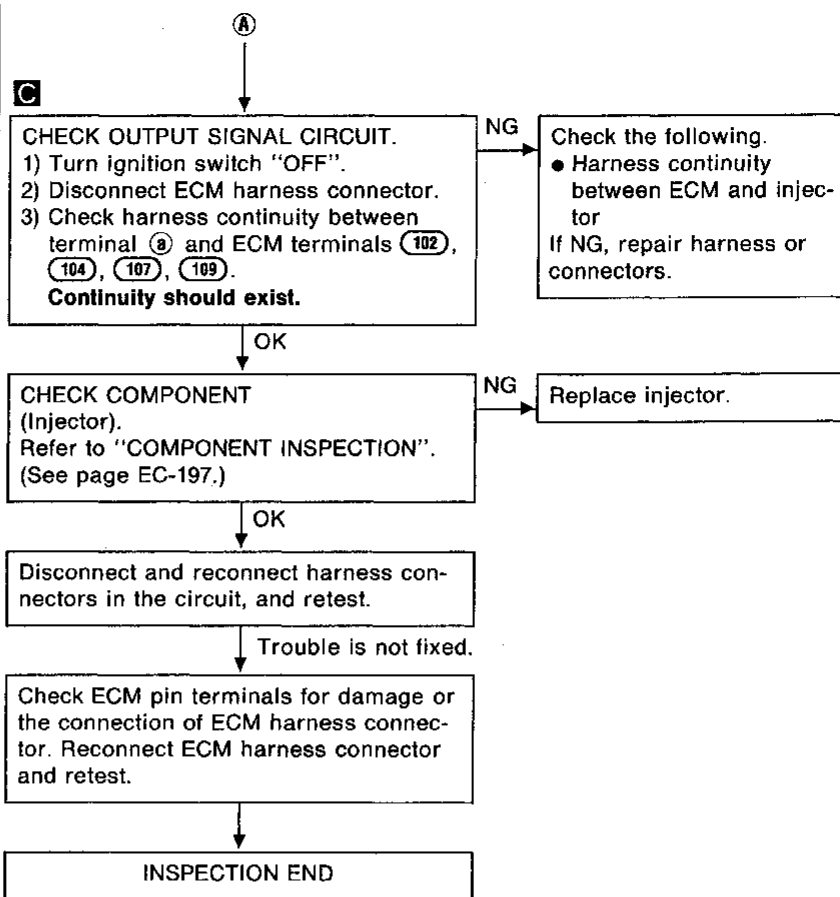 Ⓐ
C
CHECK OUTPUT SIGNAL CIRCUIT.
1) Turn ignition switch "OFF".
2) Disconnect ECM harness connector.
3) Check harness continuity between
terminal ⓐ and ECM terminals 102,
104, 107, 109.
Continuity should exist.
NG
Check the following.
● Harness continuity
between ECM and injec-
tor
If NG, repair harness or
connectors.
OK
CHECK COMPONENT
(Injector).
Refer to "COMPONENT INSPECTION".
(See page EC-197.)
NG
Replace injector.
OK
Disconnect and reconnect harness con-
nectors in the circuit, and retest.
Trouble is not fixed.
Check ECM pin terminals for damage or
the connection of ECM harness connec-
tor. Reconnect ECM harness connector
and retest.
INSPECTION END